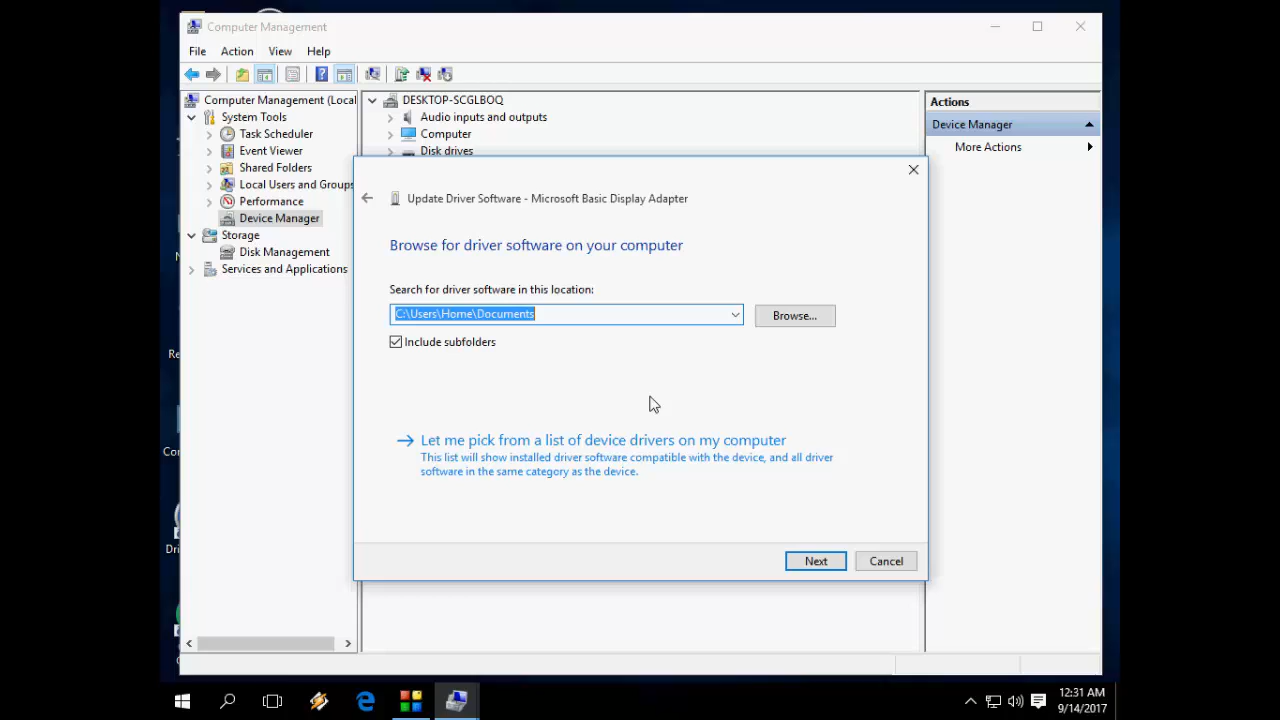 Computer Management
File Action View Help
Computer Management (Local
System Tools
Task Scheduler
Event Viewer
Shared Folders
Local Users and Groups
Performance
Device Manager
Storage
Disk Management
Services and Applications
DESKTOP-SCGLBOQ
Audio inputs and outputs
Computer
Disk drives
Actions
Device Manager
More Actions
Update Driver Software - Microsoft Basic Display Adapter
Browse for driver software on your computer
Search for driver software in this location:
C:\Users\Home\Documents
Browse...
Include subfolders
Let me pick from a list of device drivers on my computer
This list will show installed driver software compatible with the device, and all driver
software in the same category as the device.
Next Cancel
12:31 AM
9/14/2017